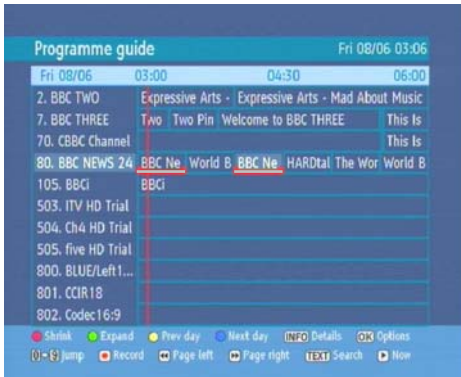 Programme guide Fri 08/06 03:06
Fri 08/06 03:00 04:30 06:00
2. BBC TWO Expressive Arts - Expressive Arts - Mad About Music
7. BBC THREE Two Two Pin Welcome to BBC THREE This Is
70. CBBC Channel This Is
80. BBC NEWS 24 BBC Ne World B BBC Ne HARDtal The Wor World B
105. BBCi BBCi
503. ITV HD Trial
504. Ch4 HD Trial
505. five HD Trial
800. BLUE/Left1...
801. CCIR18
802. Codec16:9
Shrink Expand Prev day Next day INFO Details OK Options
0-9 Jump Record Page left Page right TEXT Search Now